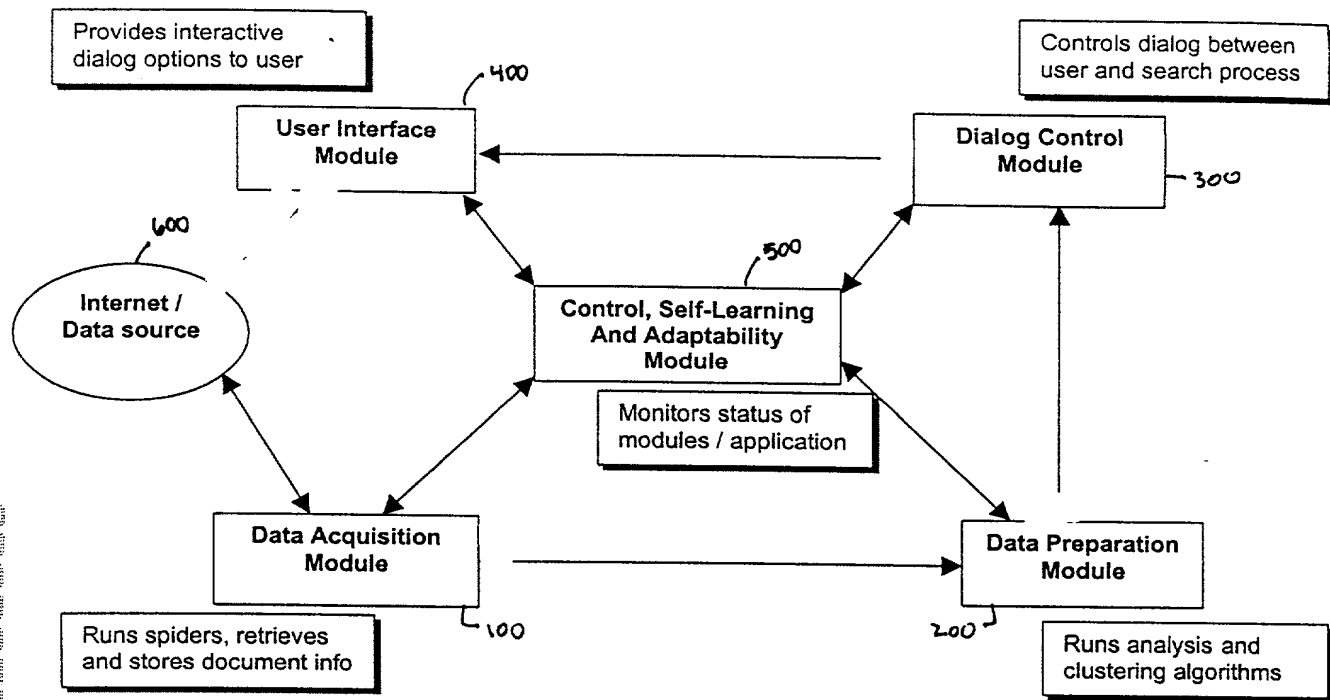 Provides interactive
dialog options to user
Controls dialog between
user and search process
400
User Interface
Module
Dialog Control
Module
300
600
500
Internet /
Data source
Control, Self-Learning
And Adaptability
Module
Monitors status of
modules / application
Data Acquisition
Module
Data Preparation
Module
100
200
Runs spiders, retrieves
and stores document info
Runs analysis and
clustering algorithms